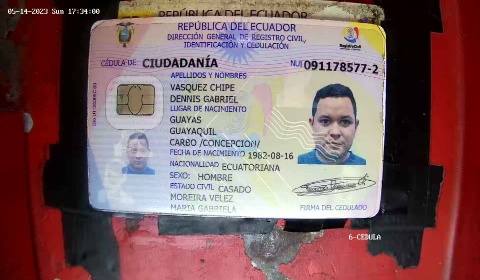 05-14-2023 Sun 17:34:00
REPÚBLICA DEL ECUADOR
REPÚBLICA DEL ECUADOR
DIRECCIÓN GENERAL DE REGISTRO CIVIL,
IDENTIFICACIÓN Y CEDULACIÓN
CÉDULA DE CIUDADANÍA
NUI 091178577-2
APELLIDOS Y NOMBRES
VASQUEZ CHIPE
DENNIS GABRIEL
LUGAR DE NACIMIENTO
GUAYAS
GUAYAQUIL
CARBO /CONCEPCION/
FECHA DE NACIMIENTO 1982-08-16
NACIONALIDAD ECUATORIANA
SEXO: HOMBRE
ESTADO CIVIL CASADO
MOREIRA VELEZ
MARIA GABRIELA
FIRMA DEL CEDULADO
6-CEDULA